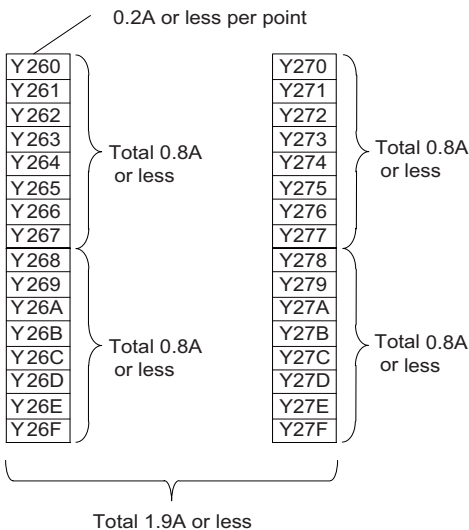 0.2A or less per point
Y260
Y261
Y262
Y263
Y264
Y265
Y266
Y267
Y268
Y269
Y26A
Y26B
Y26C
Y26D
Y26E
Y26F
Total 0.8A
or less
Total 0.8A
or less
Y270
Y271
Y272
Y273
Y274
Y275
Y276
Y277
Y278
Y279
Y27A
Y27B
Y27C
Y27D
Y27E
Y27F
Total 0.8A
or less
Total 0.8A
or less
Total 1.9A or less